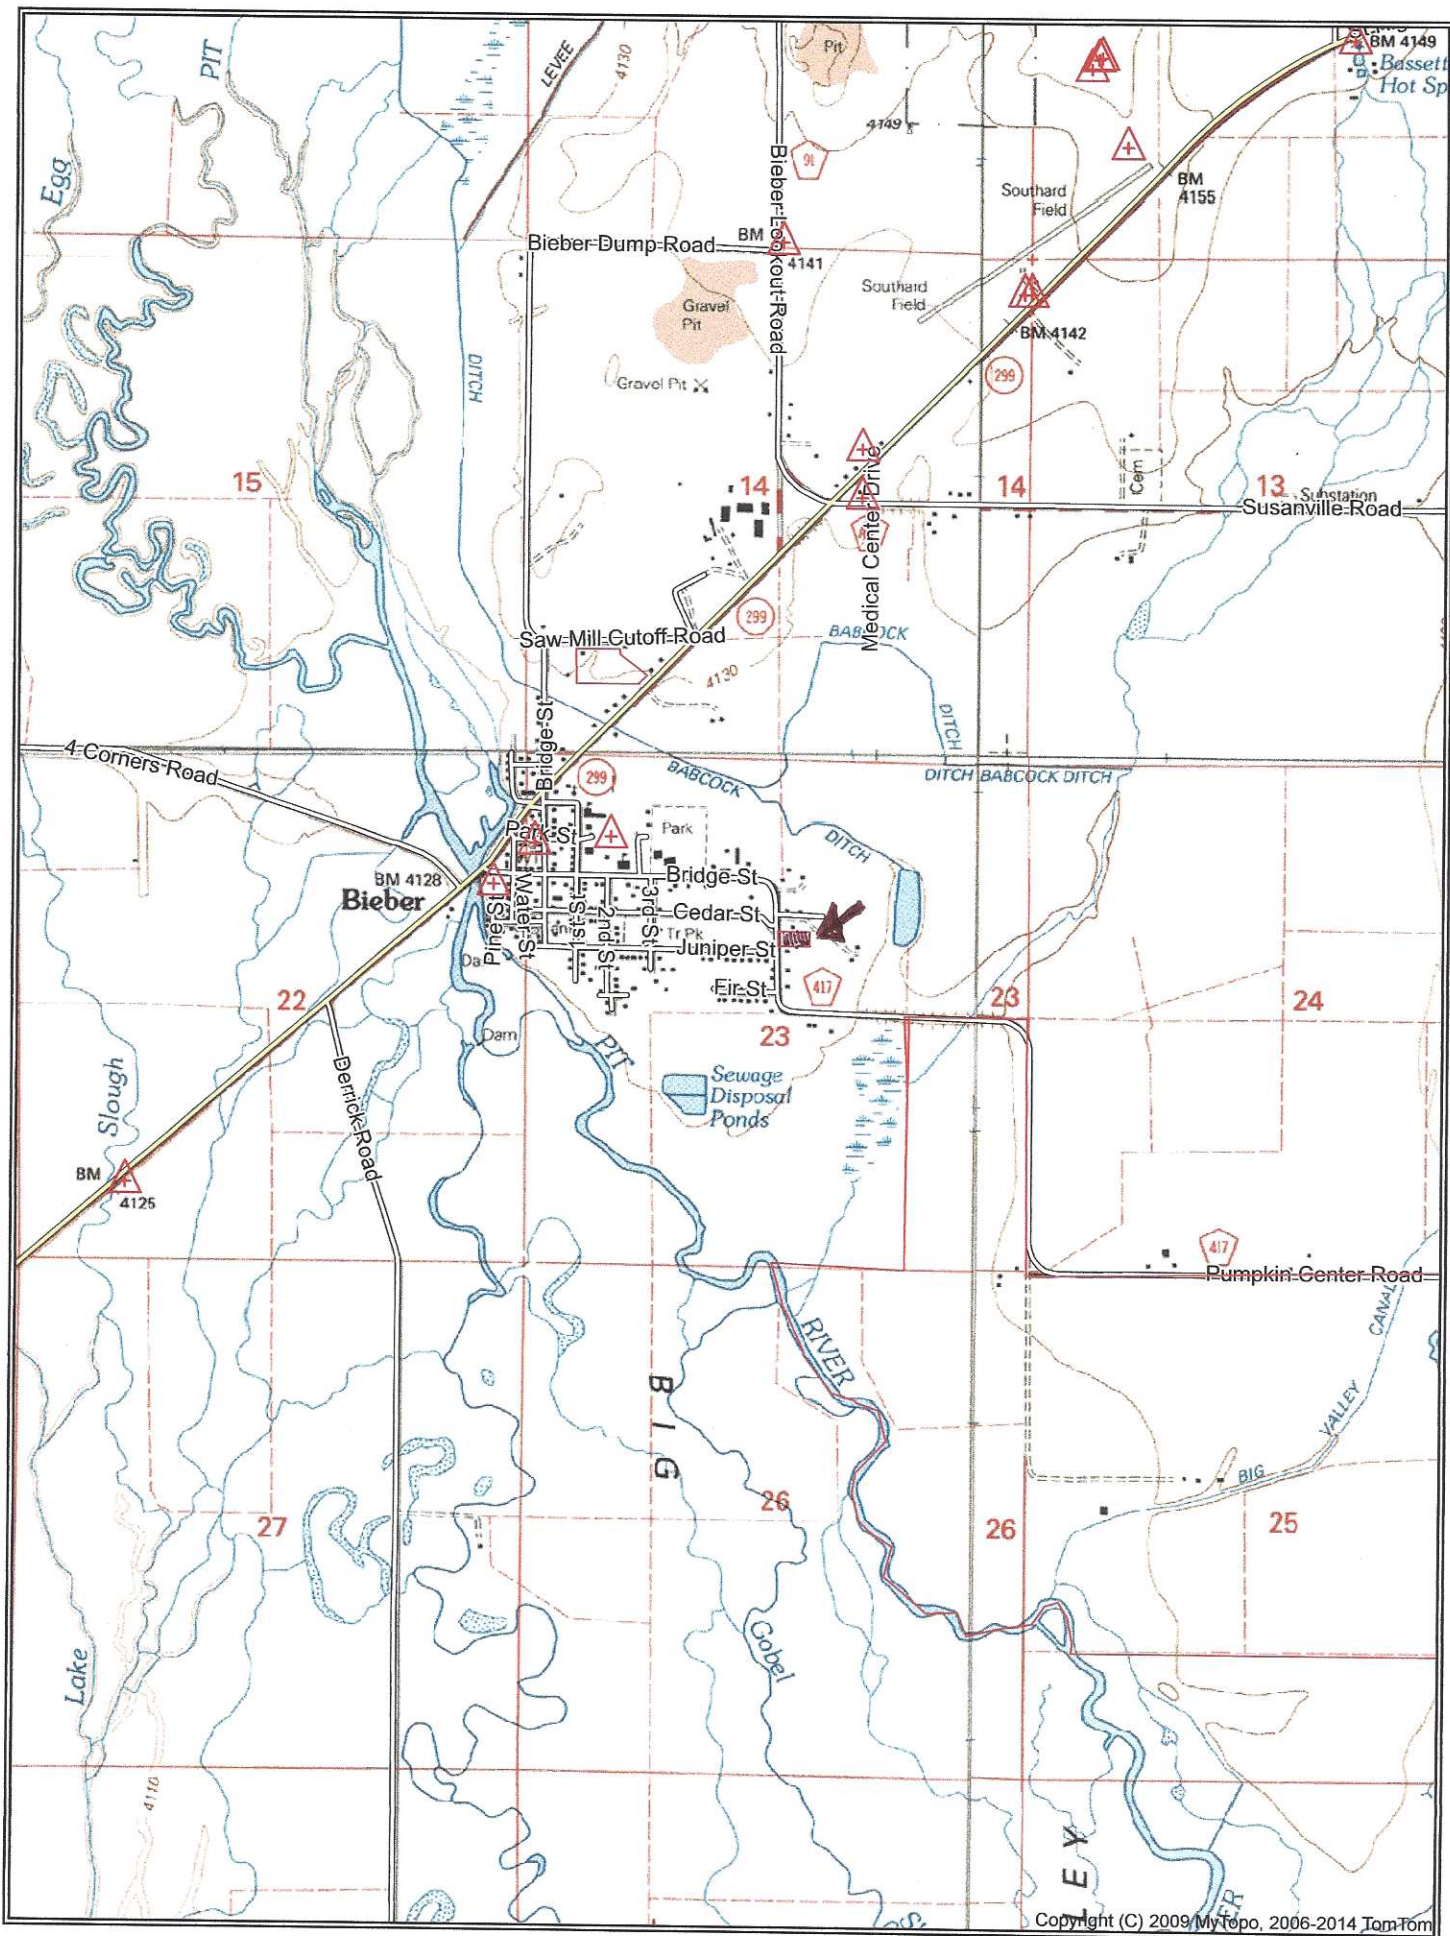 PIT
LEVEE
4130
Pit
BM 4149
Bassett
Hot Sp
Egg
4149
91
Bieber-Lookout-Road
Southard
Field
BM
4155
Bieber-Dump-Road
BM
4141
Gravel
Pit
Southard
Field
BM 4142
DITCH
Gravel Pit
299
15
14
14
13
Cem
Substation
Susanville-Road
Medical Center Drive
299
Saw Mill Cutoff Road
BABCOCK
4130
DITCH
Bridge-St
4 Corners-Road
299
BABCOCK
DITCH BABCOCK DITCH
Park-St
Park
DITCH
BM 4128
Bieber
Bridge-St
Cedar-St
Juniper-St
Tr Pk
Pine St
Water-St
1st St
2nd-St
3rd-St
Fir-St
417
22
23
23
24
Dam
PIT
Sewage
Disposal
Ponds
Slough
Derrick-Road
BM
4125
417
Pumpkin-Center-Road
CANAL
RIVER
BIG
VALLEY
BIG
27
26
26
25
Gobel
Lake
4116
LEY
Copyright (C) 2009 MyTopo, 2006-2014 TomTom